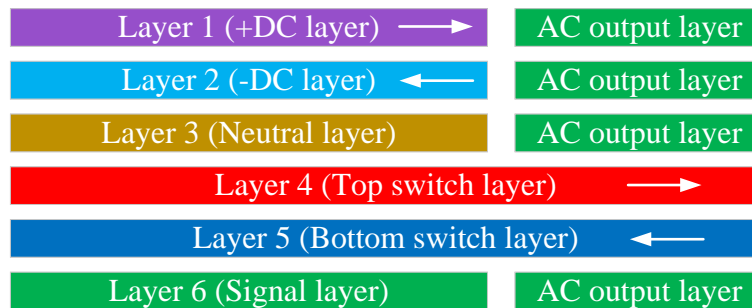 Layer 1 (+DC layer) AC output layer
Layer 2 (-DC layer) AC output layer
Layer 3 (Neutral layer) AC output layer
Layer 4 (Top switch layer)
Layer 5 (Bottom switch layer)
Layer 6 (Signal layer) AC output layer